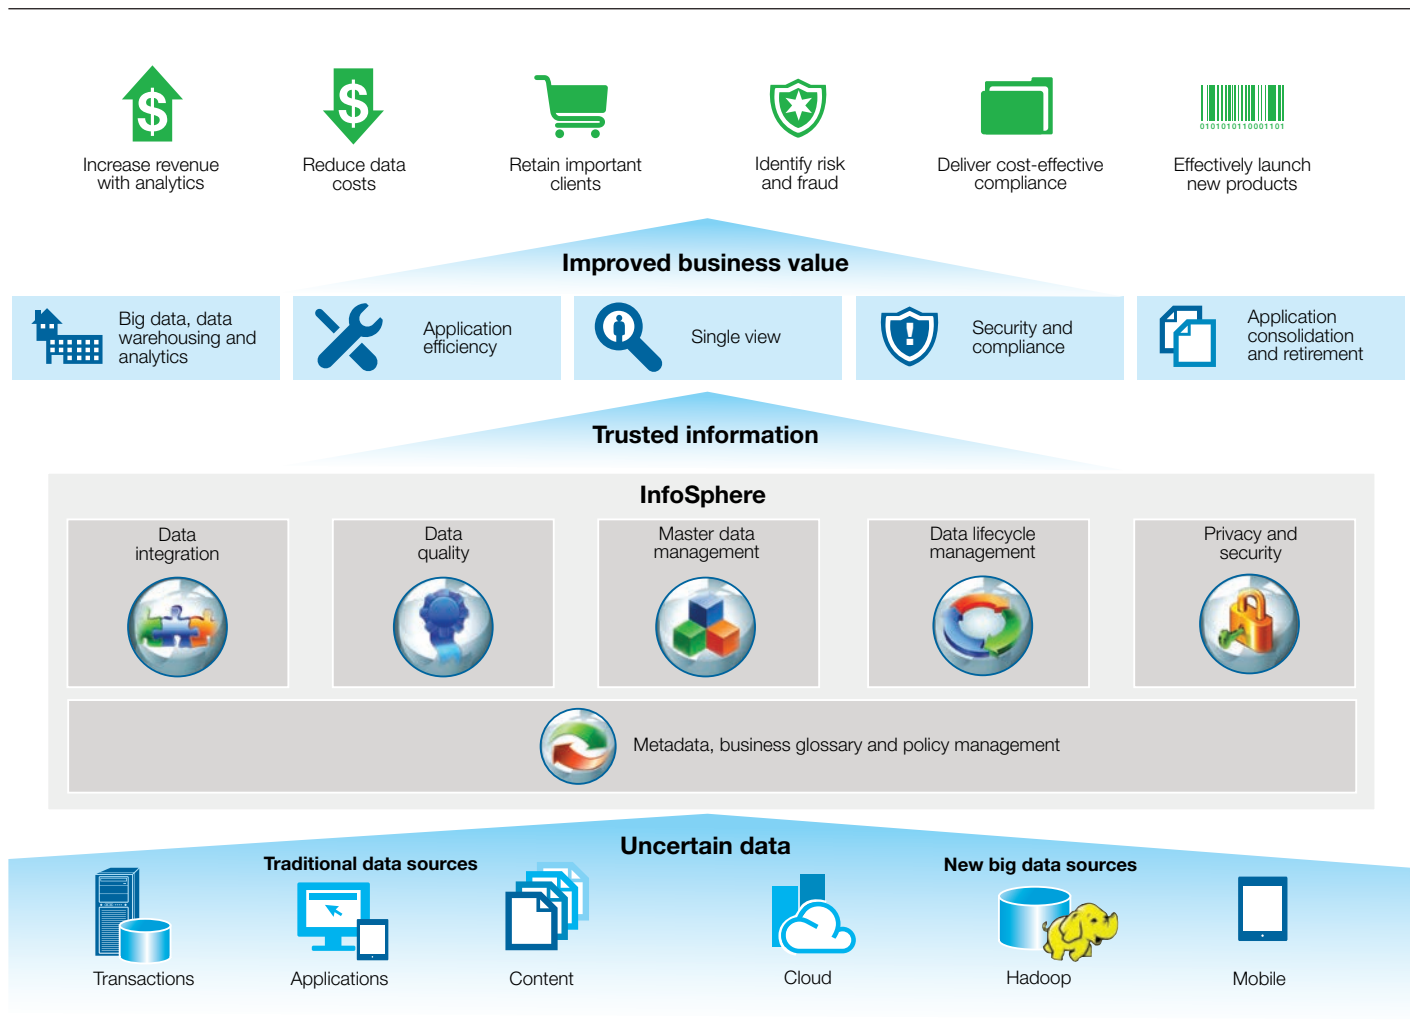 Increase revenue
with analytics
Reduce data
costs
Retain important
clients
Identify risk
and fraud
Deliver cost-effective
compliance
0101010110001101
Effectively launch
new products
Improved business value
Big data, data
warehousing and
analytics
Application
efficiency
Single view
Security and
compliance
Application
consolidation
and retirement
Trusted information
InfoSphere
Data
integration
Data
quality
Master data
management
Data lifecycle
management
Privacy and
security
Metadata, business glossary and policy management
Uncertain data
Traditional data sources
New big data sources
Transactions
Applications
Content
Cloud
Hadoop
Mobile